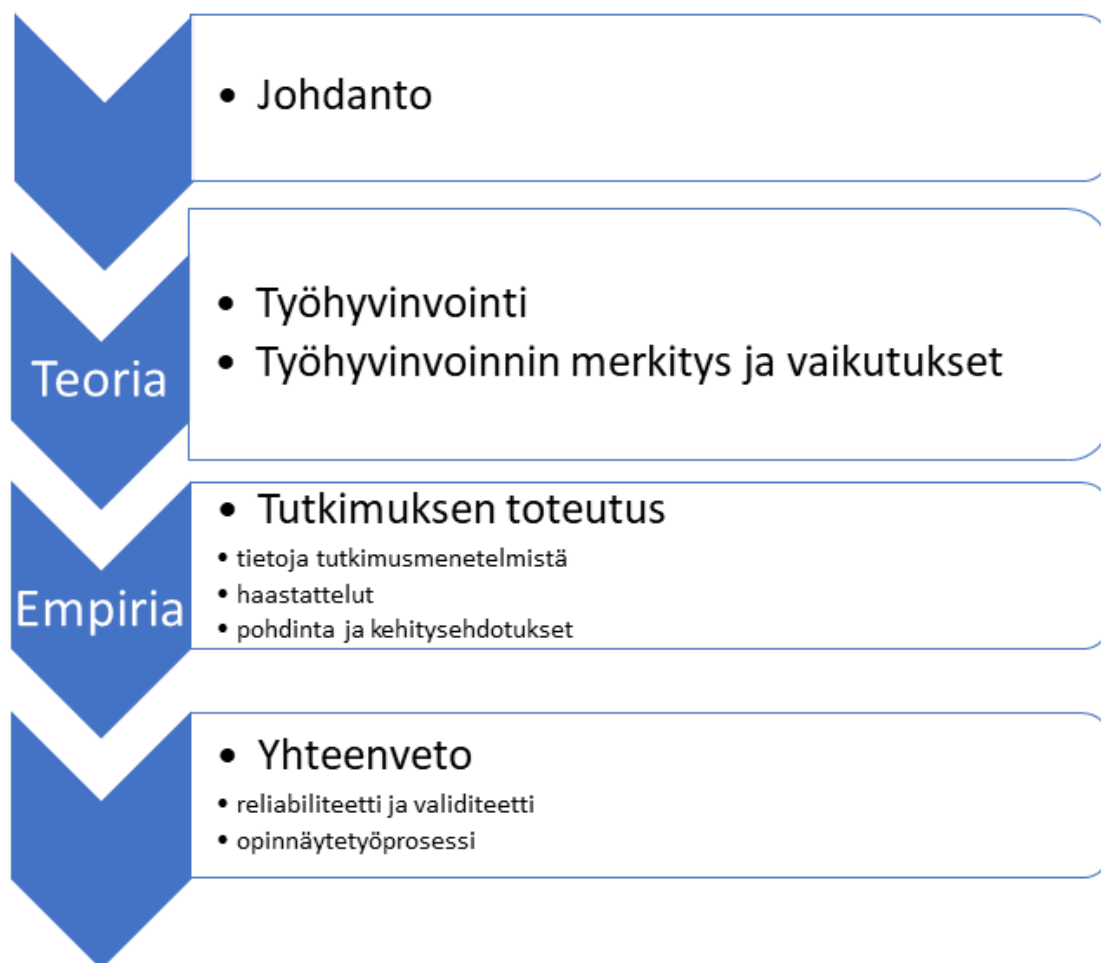 • Johdanto
Teoria
• Työhyvinvointi
• Työhyvinvoinnin merkitys ja vaikutukset
Empiria
• Tutkimuksen toteutus
• tietoja tutkimusmenetelmistä
• haastattelut
• pohdinta ja kehitysehdotukset
• Yhteenveto
• reliabiliteetti ja validiteetti
• opinnäytetyöprosessi